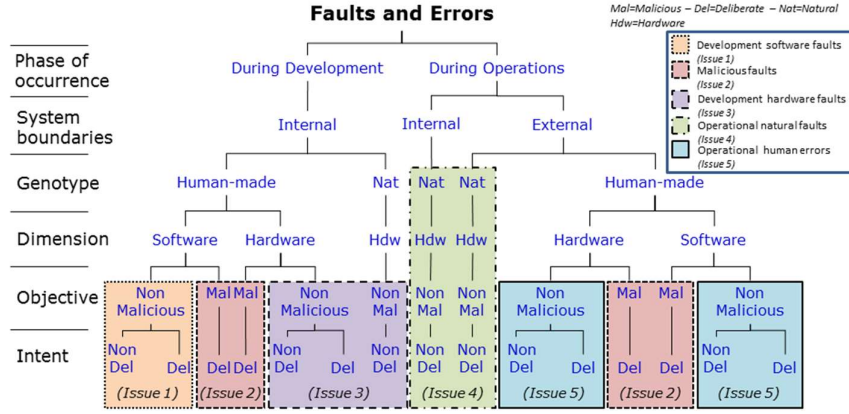 Faults and Errors
Mal=Malicious – Del=Deliberate – Nat=Natural
Hdw=Hardware
Development software faults
(Issue 1)
Malicious faults
(Issue 2)
Development hardware faults
(Issue 3)
Operational natural faults
(Issue 4)
Operational human errors
(Issue 5)
Phase of
occurrence
During Development During Operations
System
boundaries
Internal Internal External
Genotype
Human-made Nat Nat Nat Human-made
Dimension
Software Hardware Hdw Hdw Hdw Hardware Software
Objective
Non Mal Mal Non Non Non Non Non Mal Mal Non
Malicious Malicious Mal Mal Mal Malicious Malicious
Intent
Non Non Non Non Non Non Non
Del Del Del Del Del Del Del Del Del Del Del Del Del Del Del
(Issue 1) (Issue 2) (Issue 3) (Issue 4) (Issue 5) (Issue 2) (Issue 5)